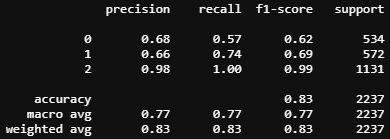 precision recall f1-score support
0 0.68 0.57 0.62 534
1 0.66 0.74 0.69 572
2 0.98 1.00 0.99 1131
accuracy 0.83 2237
macro avg 0.77 0.77 0.77 2237
weighted avg 0.83 0.83 0.83 2237